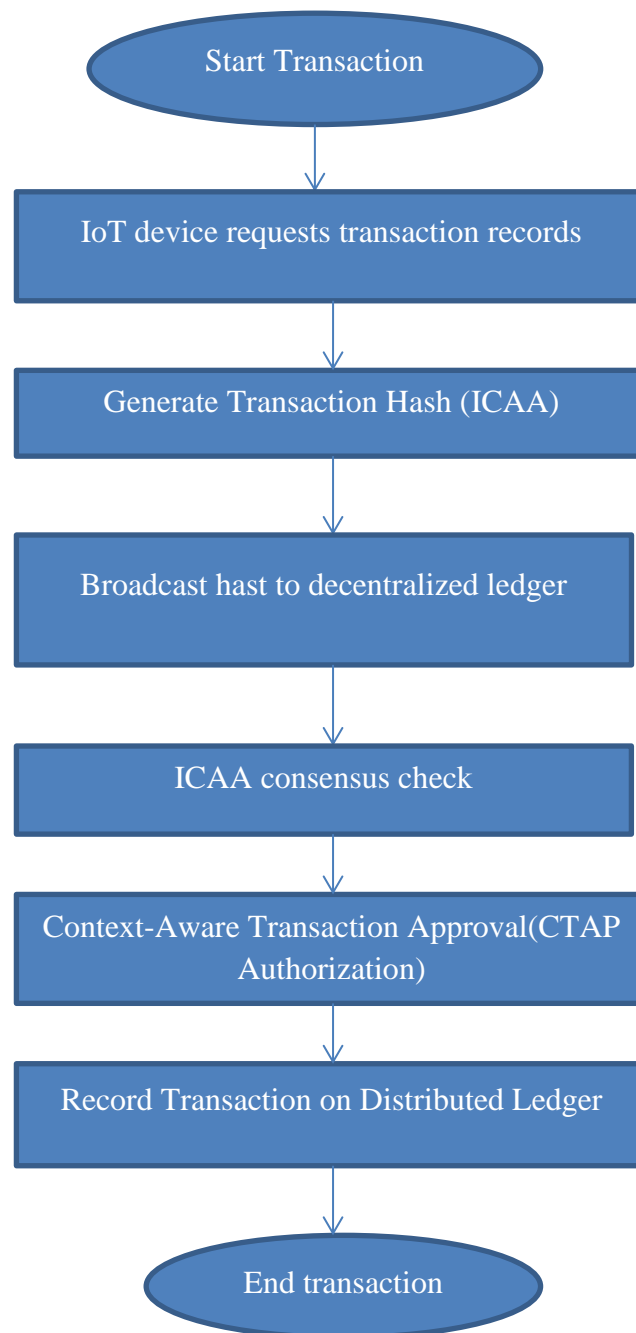 Start Transaction
IoT device requests transaction records
Generate Transaction Hash (ICAA)
Broadcast hast to decentralized ledger
ICAA consensus check
Context-Aware Transaction Approval(CTAP
Authorization)
Record Transaction on Distributed Ledger
End transaction